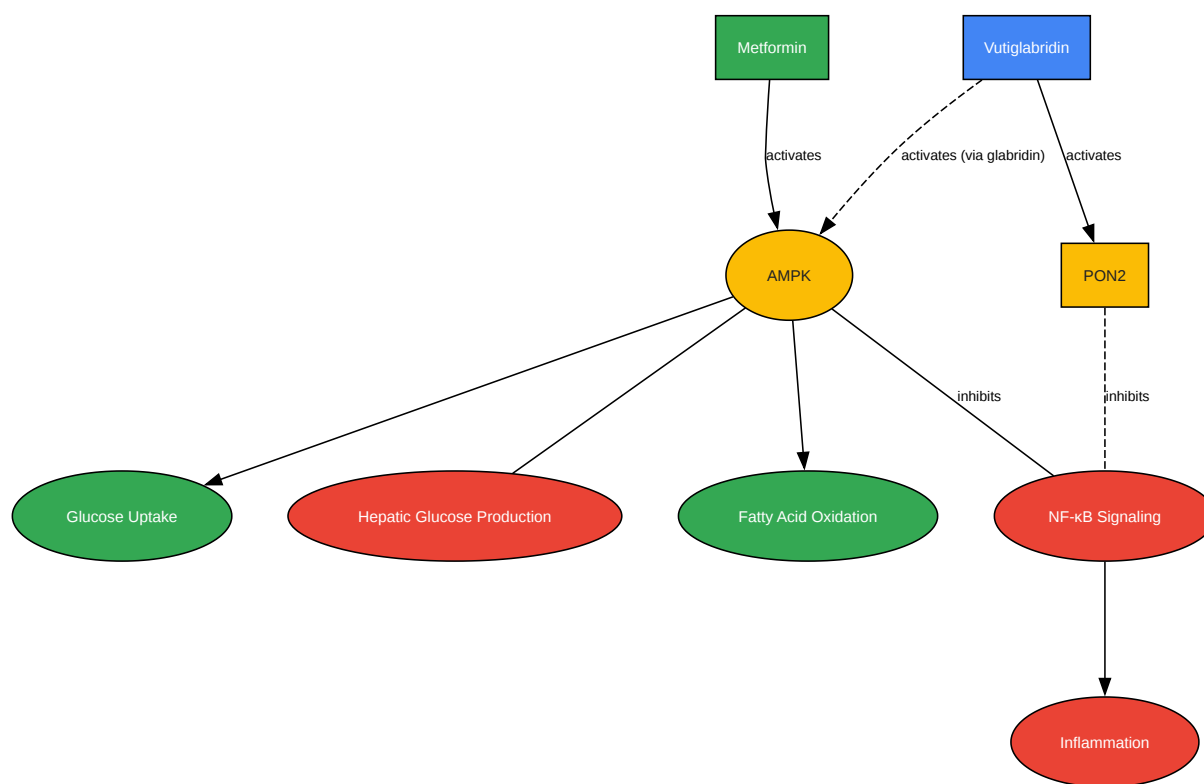 Metformin
Vutiglabridin
activates
activates (via glabridin)
activates
AMPK
PON2
inhibits
inhibits
Glucose Uptake
Hepatic Glucose Production
Fatty Acid Oxidation
NF-κB Signaling
Inflammation